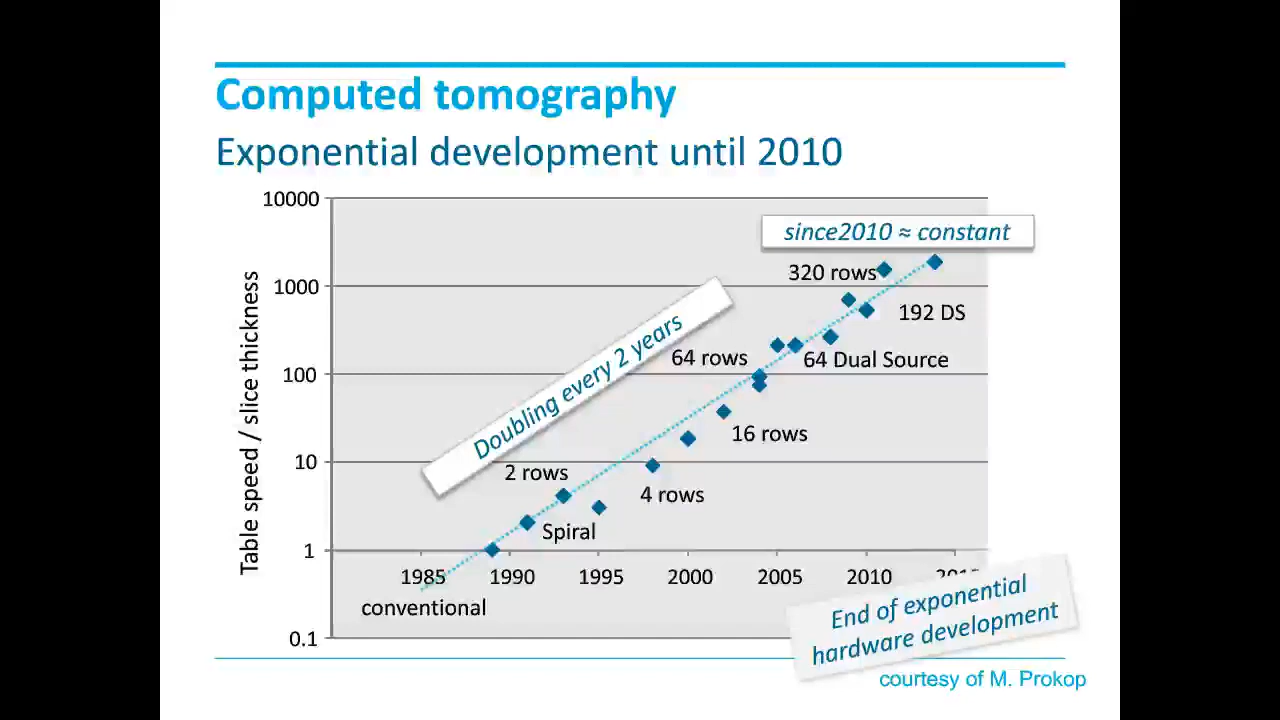 Computed tomography
Exponential development until 2010
10000
since2010 ≈ constant
320 rows
1000
192 DS
Doubling every 2 years
64 rows
64 Dual Source
100
16 rows
10
2 rows
4 rows
Spiral
1
Table speed / slice thickness
1985 1990 1995 2000 2005 2010
conventional
0.1
End of exponential
hardware development
courtesy of M. Prokop